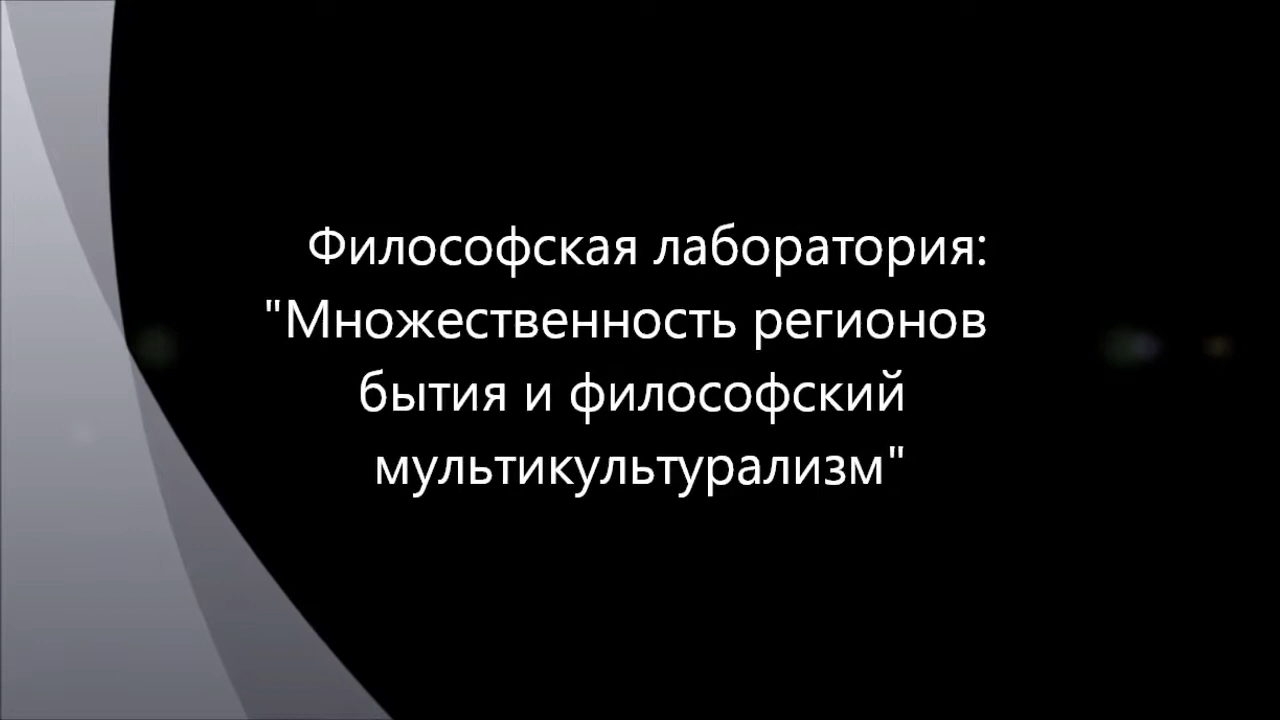 Философская лаборатория:
"Множественность регионов
бытия и философский
мультикультурализм"